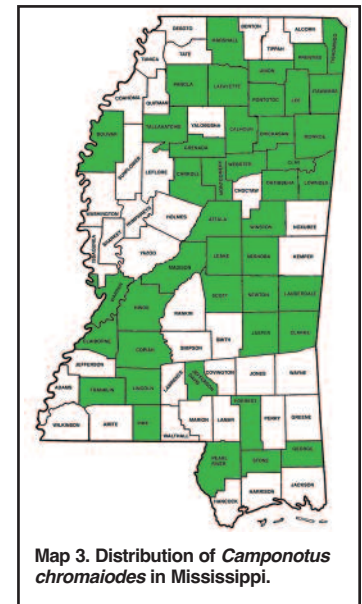 DESOTO
BENTON
ALCORN
MARSHALL
TIPPAH
TATE
TUNICA
PRENTISS
TISHOMINGO
UNION
PANOLA
LAFAYETTE
COAHOMA
QUITMAN
PONTOTOC
LEE
ITAWAMBA
YALOBUSHA
BOLIVAR
TALLAHATCHIE
CALHOUN
CHICKASAW
MONROE
GRENADA
SUNFLOWER
LEFLORE
CARROLL
MONTGOMERY
WEBSTER
CLAY
OKTIBBEHA
LOWNDES
CHOCTAW
WASHINGTON
HUMPHREYS
HOLMES
ATTALA
WINSTON
NOXUBEE
SHARKEY
ISSAQUENA
YAZOO
MADISON
LEAKE
NESHOBA
KEMPER
WARREN
HINDS
RANKIN
SCOTT
NEWTON
LAUDERDALE
CLAIBORNE
COPIAH
SIMPSON
SMITH
JASPER
CLARKE
JEFFERSON
ADAMS
FRANKLIN
LINCOLN
LAWRENCE
JEFFERSON DAVIS
COVINGTON
JONES
WAYNE
WILKINSON
AMITE
PIKE
WALTHALL
MARION
LAMAR
FORREST
PERRY
GREENE
PEARL RIVER
STONE
GEORGE
HANCOCK
HARRISON
JACKSON
Map 3. Distribution of Camponotus
chromaiodes in Mississippi.